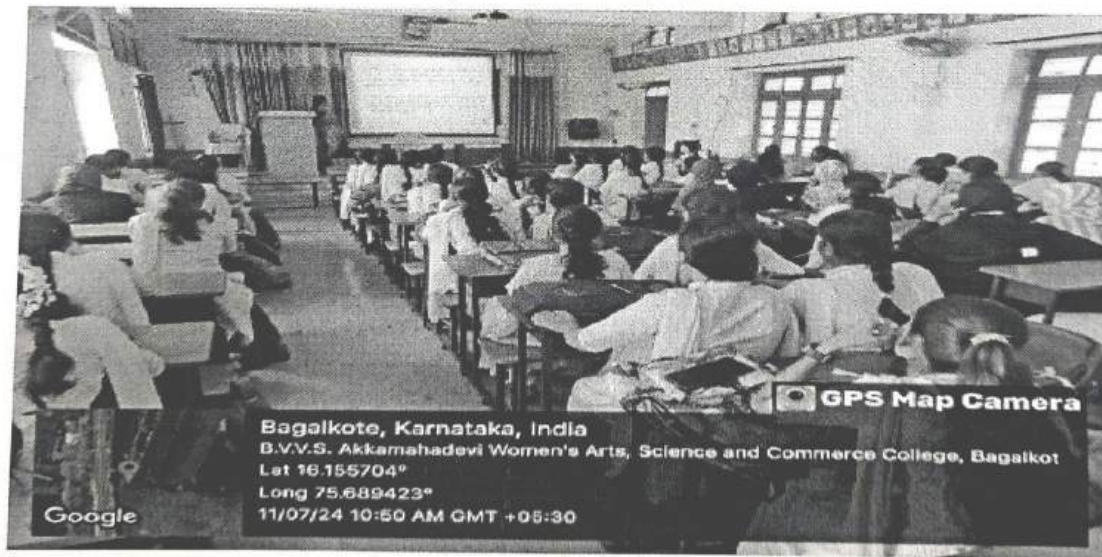 GPS Map Camera
Bagalkote, Karnataka, India
B.V.V.S. Akkamahadevi Women's Arts, Science and Commerce College, Bagalkot
Lat 16.155704°
Long 75.689423°
11/07/24 10:50 AM GMT +05:30
Google